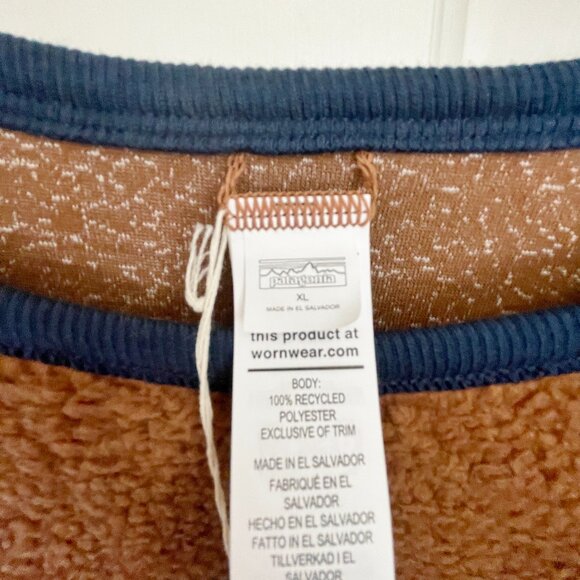 patagonia
XL
MADE IN EL SALVADOR
this product at
wornwear.com
BODY:
100% RECYCLED
POLYESTER
EXCLUSIVE OF TRIM
MADE IN EL SALVADOR
FABRIQUÉ EN EL
SALVADOR
HECHO EN EL SALVADOR
FATTO IN EL SALVADOR
TILLVERKAD I EL
SALVADOR